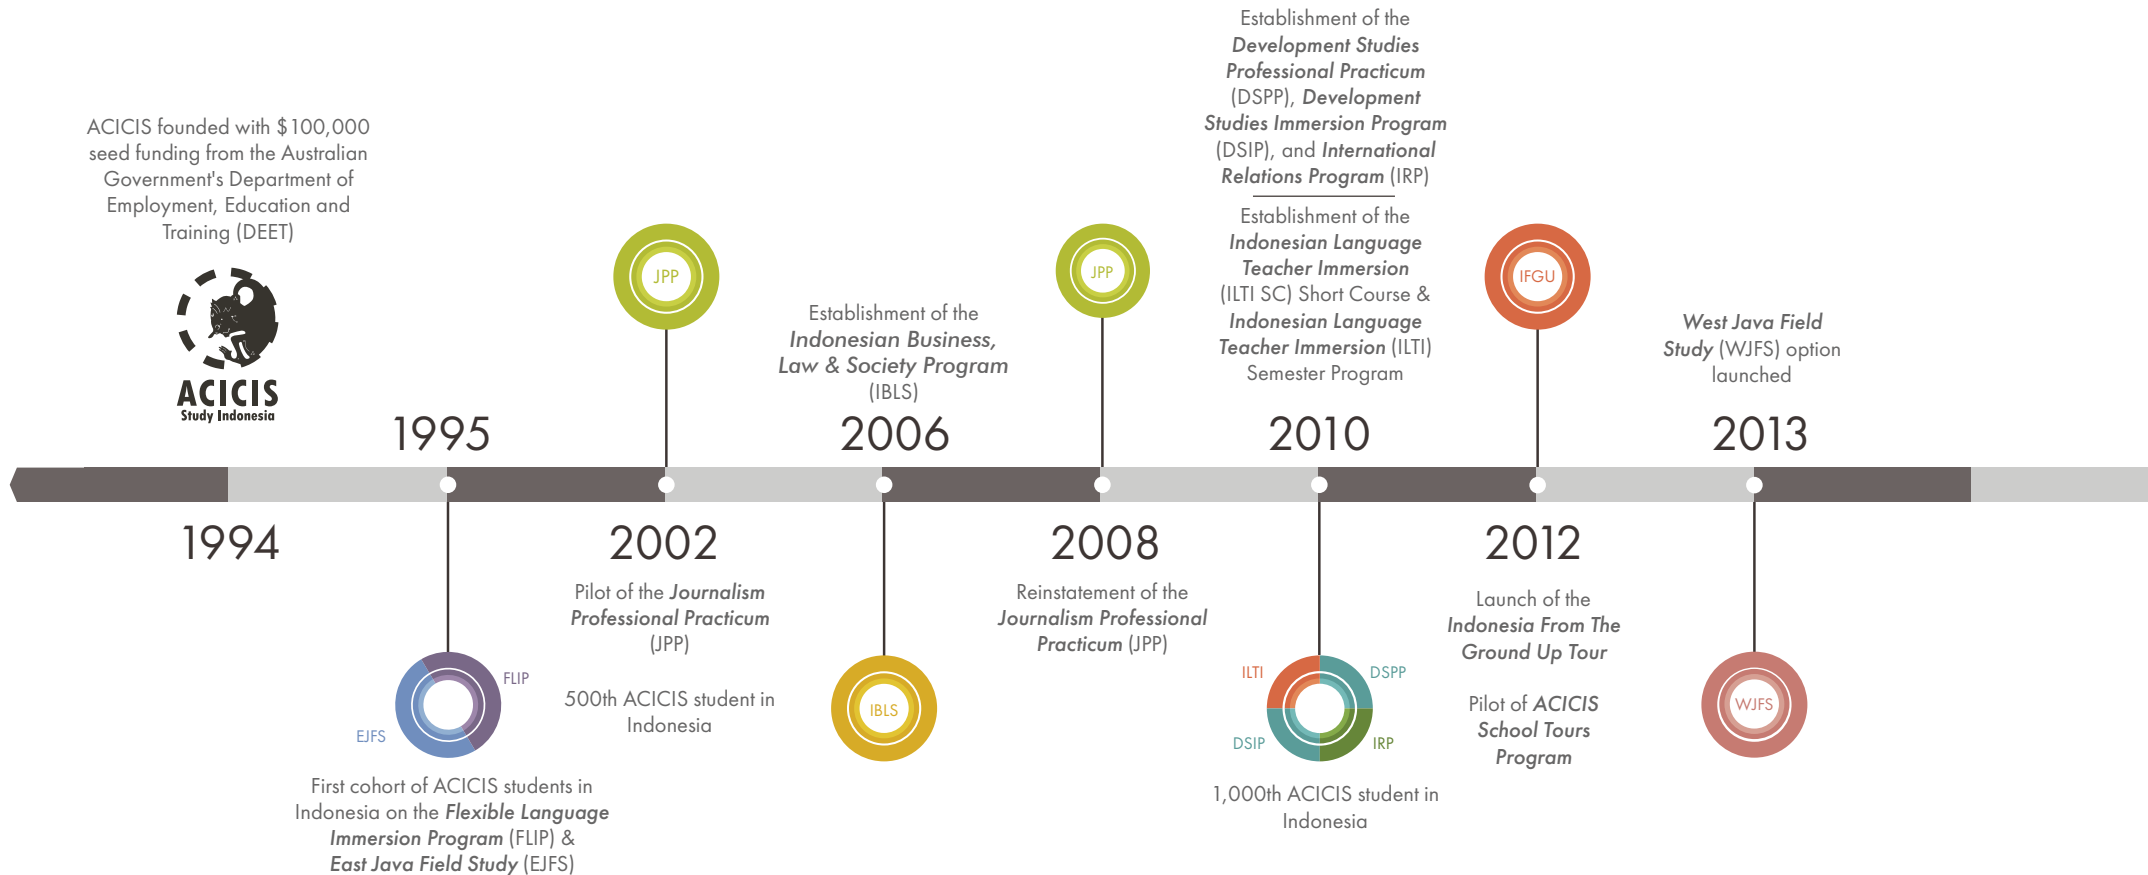 ACICIS founded with $100,000
seed funding from the Australian
Government's Department of
Employment, Education and
Training (DEET)
ACICIS
Study Indonesia
1994
1995
EJFS
FLIP
First cohort of ACICIS students in
Indonesia on the Flexible Language
Immersion Program (FLIP) &
East Java Field Study (EJFS)
JPP
2002
Pilot of the Journalism
Professional Practicum
(JPP)
500th ACICIS student in
Indonesia
Establishment of the
Indonesian Business,
Law & Society Program
(IBLS)
2006
IBLS
JPP
2008
Reinstatement of the
Journalism Professional
Practicum (JPP)
Establishment of the
Development Studies
Professional Practicum
(DSPP), Development
Studies Immersion Program
(DSIP), and International
Relations Program (IRP)
Establishment of the
Indonesian Language
Teacher Immersion
(ILTI SC) Short Course &
Indonesian Language
Teacher Immersion (ILTI)
Semester Program
2010
ILTI
DSPP
DSIP
IRP
1,000th ACICIS student in
Indonesia
IFGU
2012
Launch of the
Indonesia From The
Ground Up Tour
Pilot of ACICIS
School Tours
Program
West Java Field
Study (WJFS) option
launched
2013
WJFS